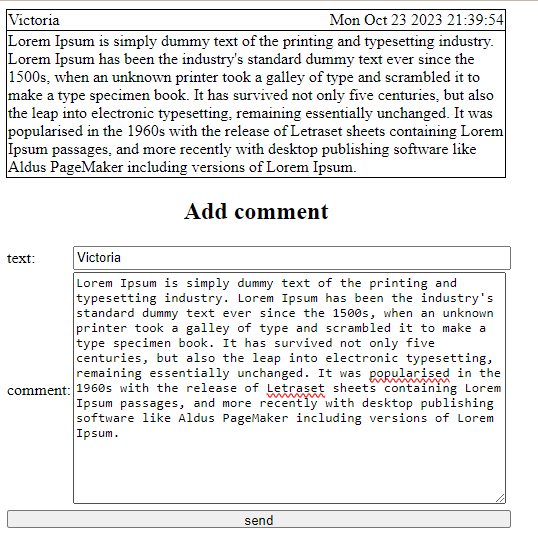 Victoria Mon Oct 23 2023 21:39:54
Lorem Ipsum is simply dummy text of the printing and typesetting industry.
Lorem Ipsum has been the industry's standard dummy text ever since the
1500s, when an unknown printer took a galley of type and scrambled it to
make a type specimen book. It has survived not only five centuries, but also
the leap into electronic typesetting, remaining essentially unchanged. It was
popularised in the 1960s with the release of Letraset sheets containing Lorem
Ipsum passages, and more recently with desktop publishing software like
Aldus PageMaker including versions of Lorem Ipsum.
Add comment
text: Victoria
Lorem Ipsum is simply dummy text of the printing and
typesetting industry. Lorem Ipsum has been the industry's
standard dummy text ever since the 1500s, when an unknown
printer took a galley of type and scrambled it to make a
type specimen book. It has survived not only five
centuries, but also the leap into electronic typesetting,
remaining essentially unchanged. It was popularised in the
comment: 1960s with the release of Letraset sheets containing Lorem
Ipsum passages, and more recently with desktop publishing
software like Aldus PageMaker including versions of Lorem
Ipsum.
send